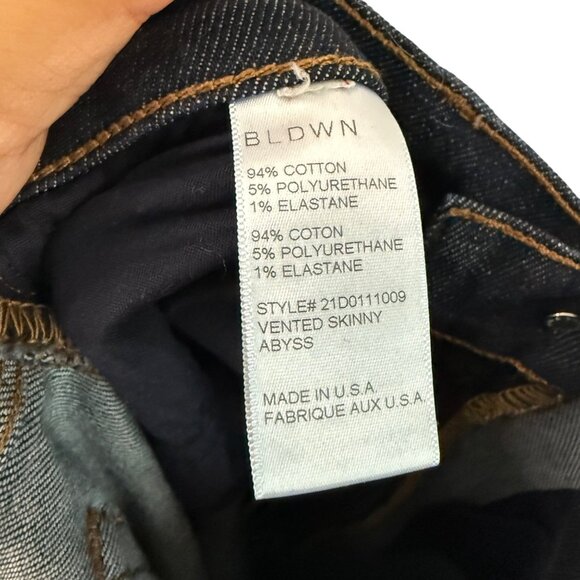 BLDWN
94% COTTON
5% POLYURETHANE
1% ELASTANE
94% COTON
5% POLYURETHANE
1% ELASTANE
STYLE# 21D0111009
VENTED SKINNY
ABYSS
MADE IN U.S.A
FABRIQUE AUX U.S.A.